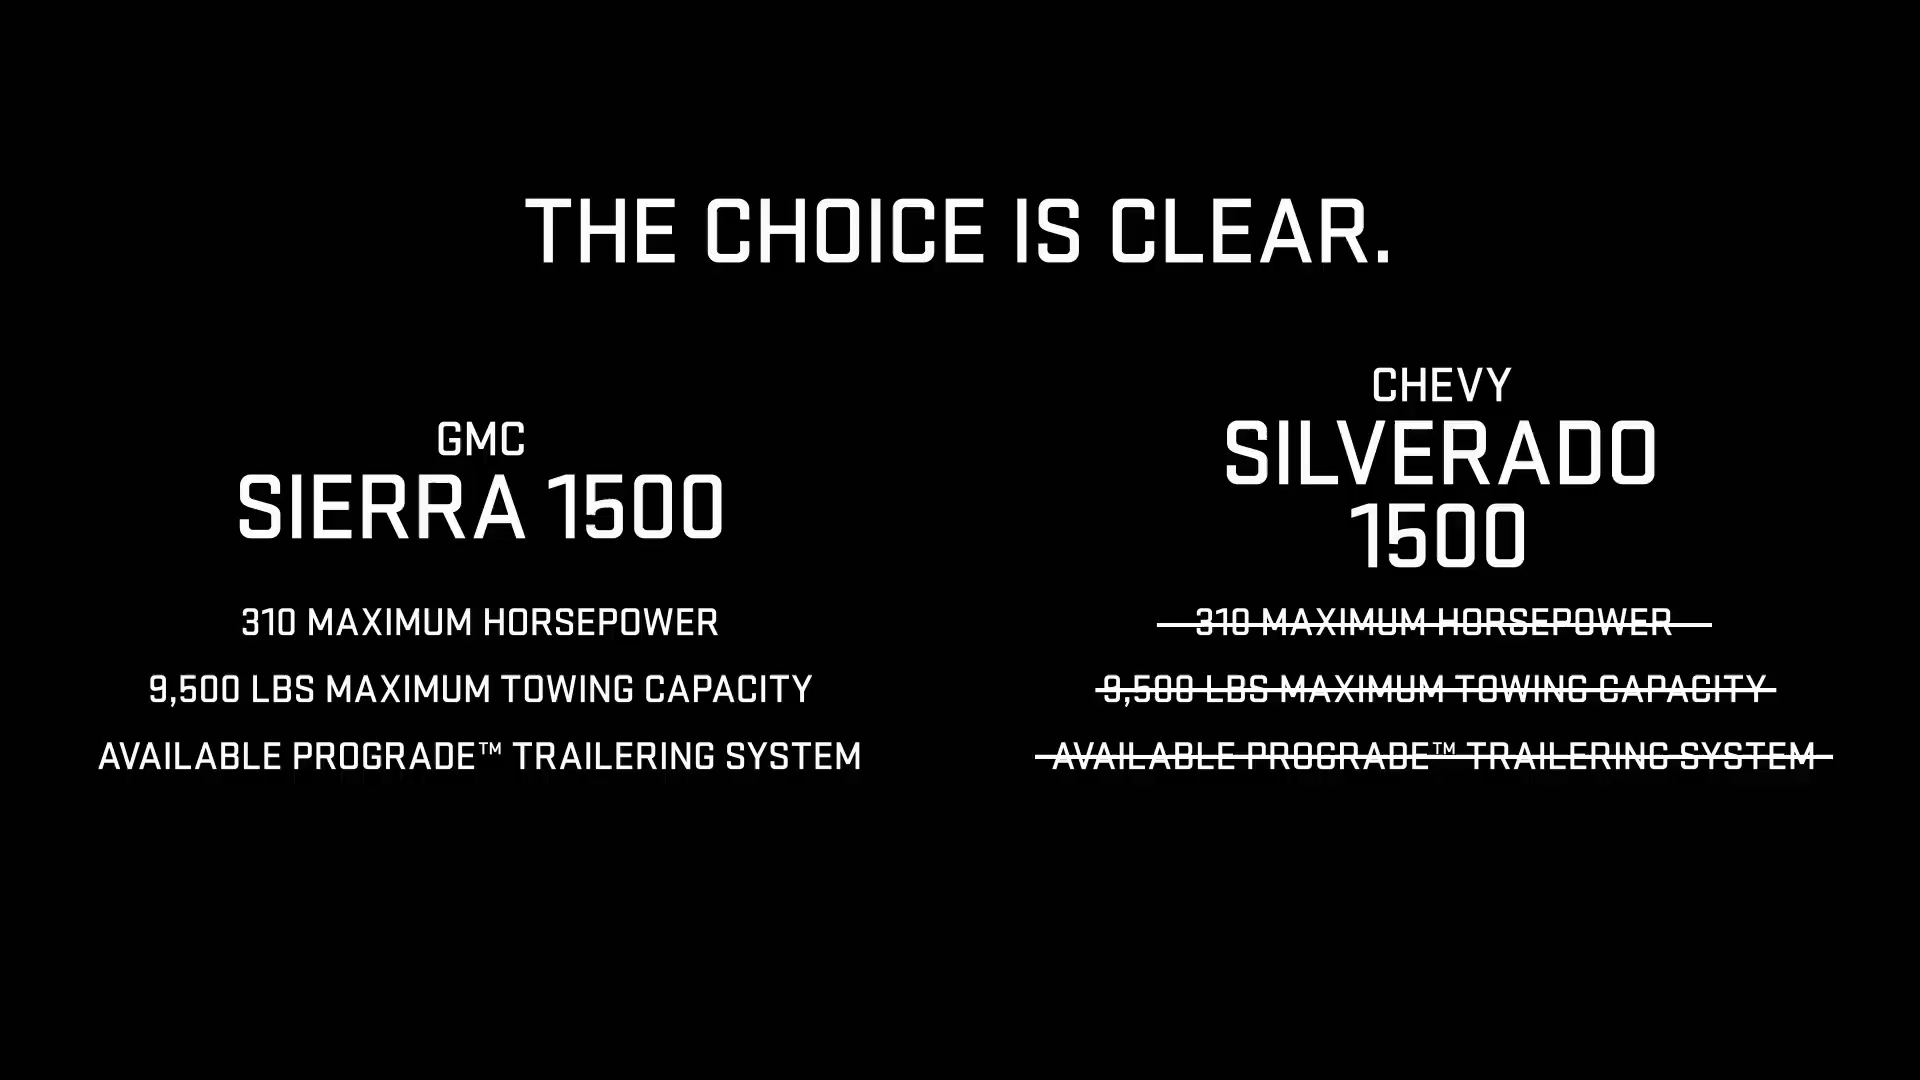 THE CHOICE IS CLEAR.
GMC
SIERRA 1500
310 MAXIMUM HORSEPOWER
9,500 LBS MAXIMUM TOWING CAPACITY
AVAILABLE PROGRADE™ TRAILERING SYSTEM
CHEVY
SILVERADO
1500
310 MAXIMUM HORSEPOWER
9,500 LBS MAXIMUM TOWING CAPACITY
AVAILABLE PROGRADE™ TRAILERING SYSTEM